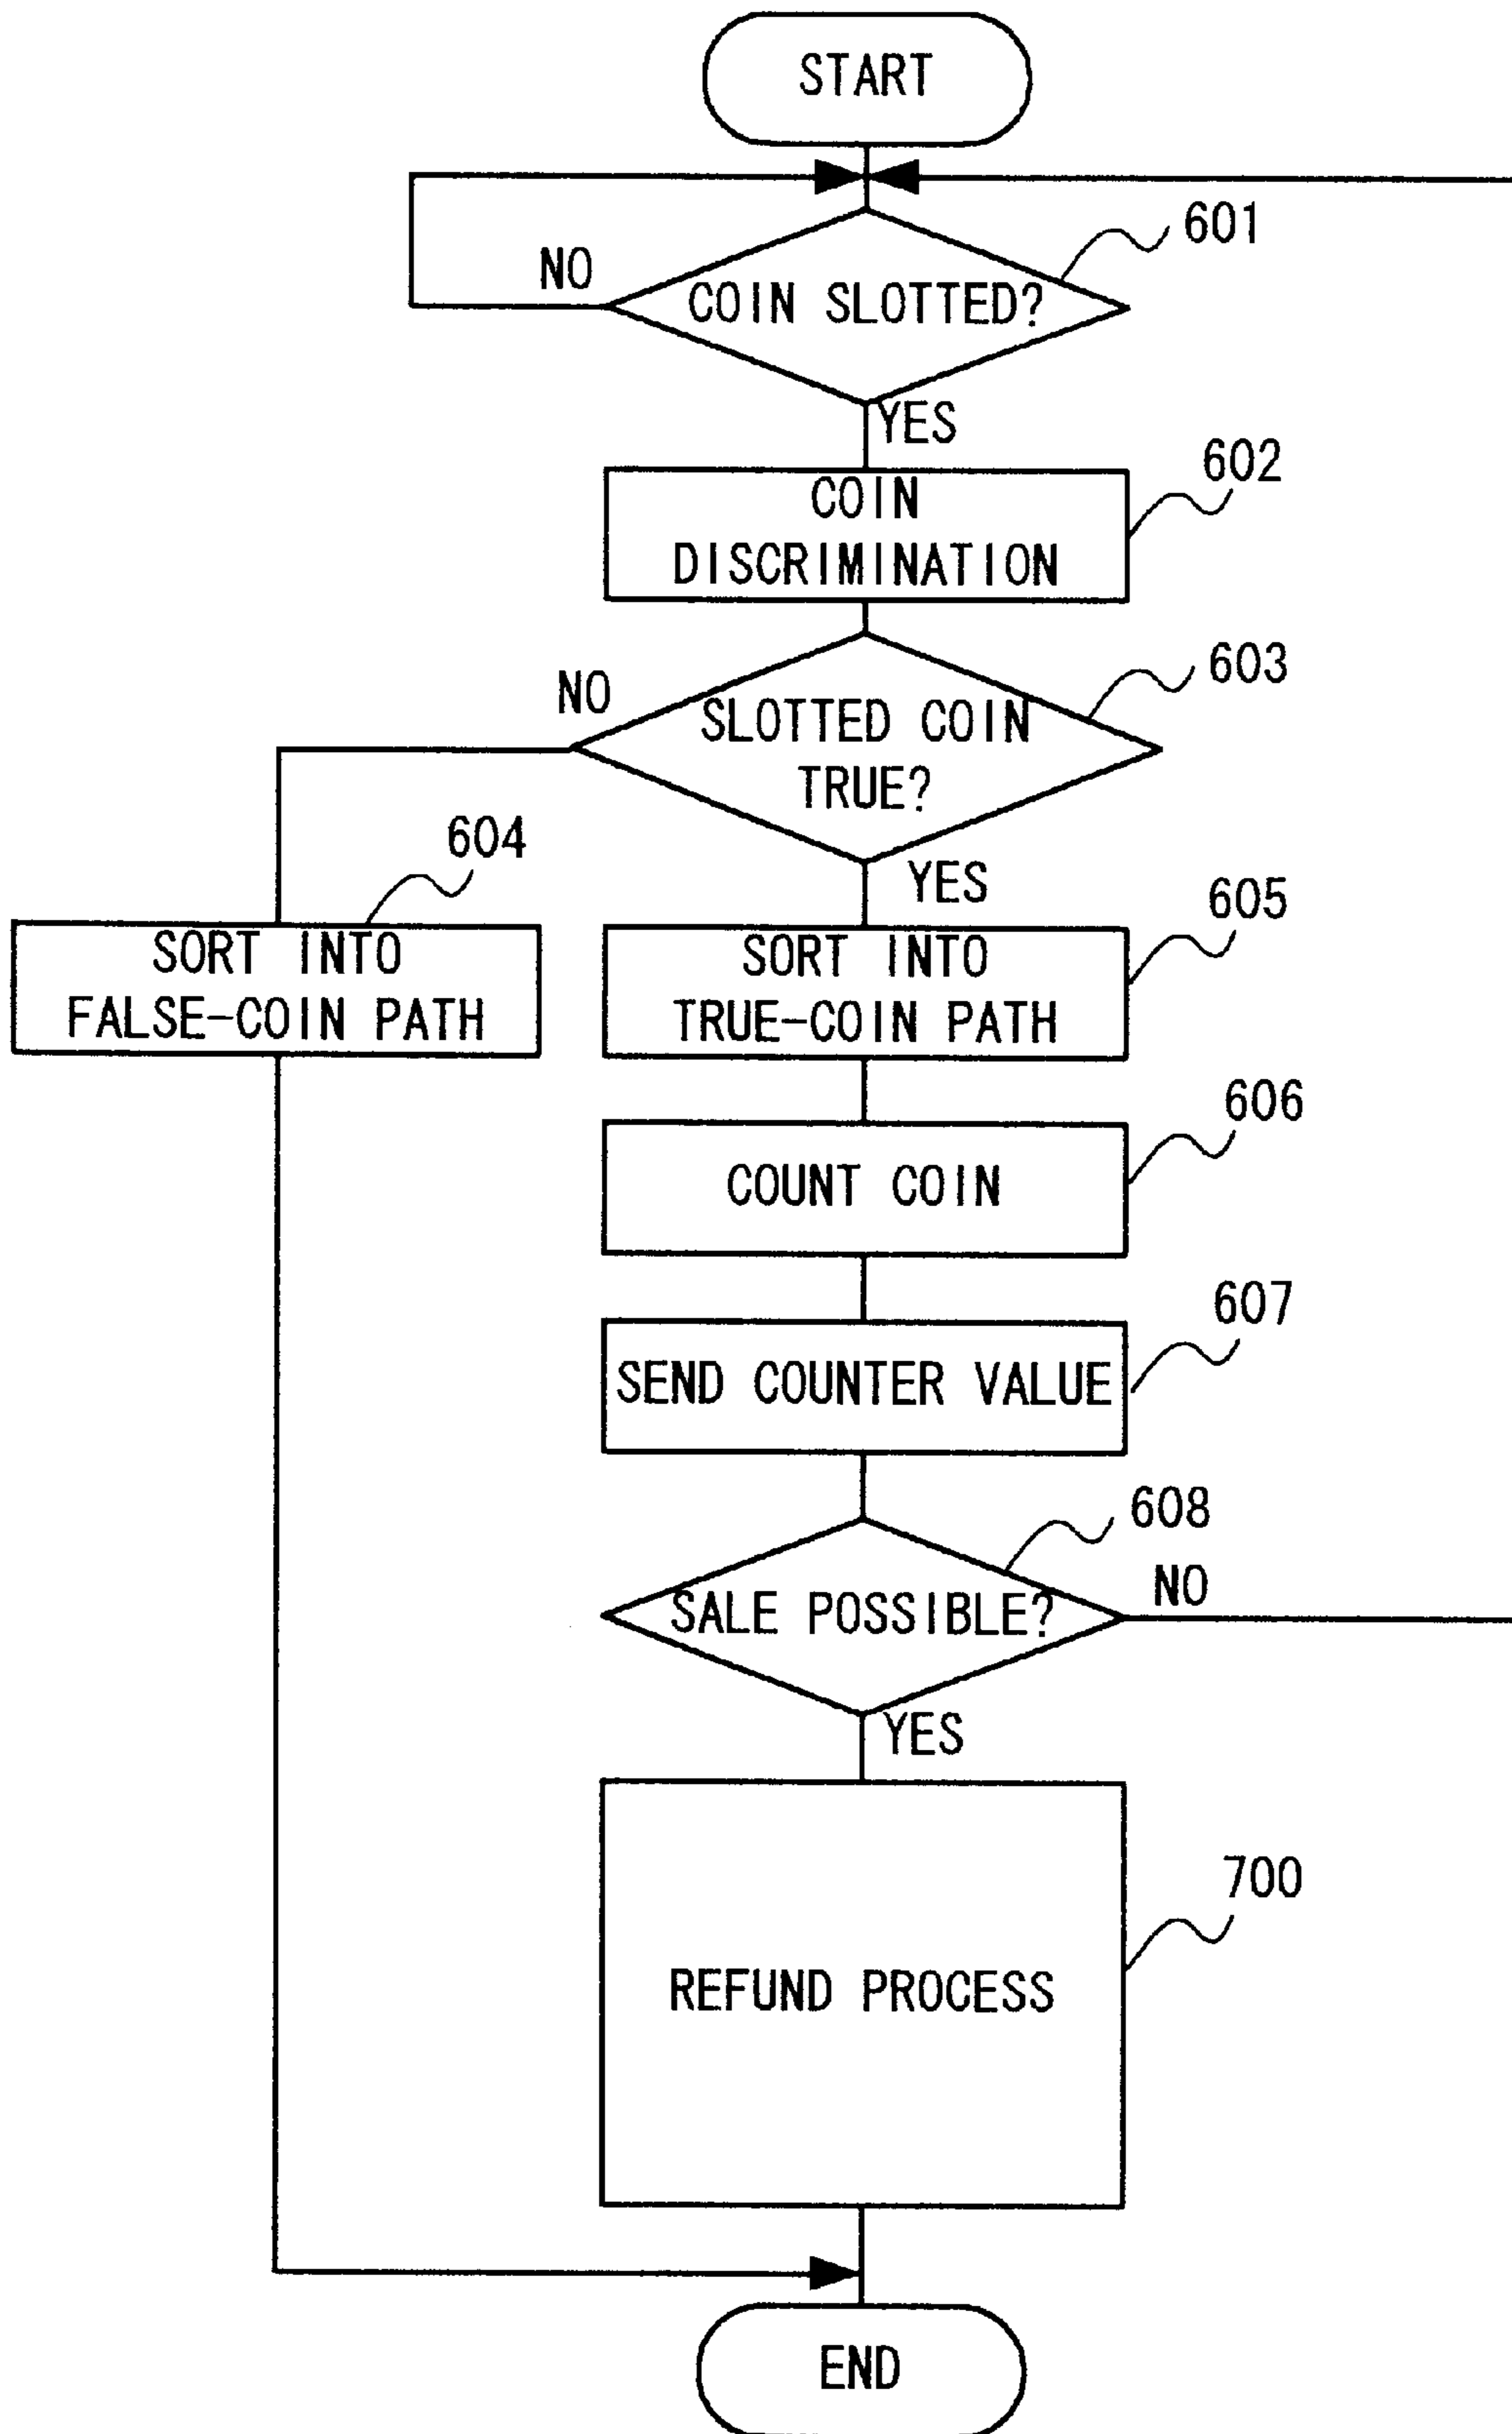 START
601
NO
COIN SLOTTED?
YES
602
COIN
DISCRIMINATION
603
NO
SLOTTED COIN
TRUE?
604
YES
605
SORT INTO
FALSE-COIN PATH
SORT INTO
TRUE-COIN PATH
606
COUNT COIN
607
SEND COUNTER VALUE
608
NO
SALE POSSIBLE?
YES
700
REFUND PROCESS
END